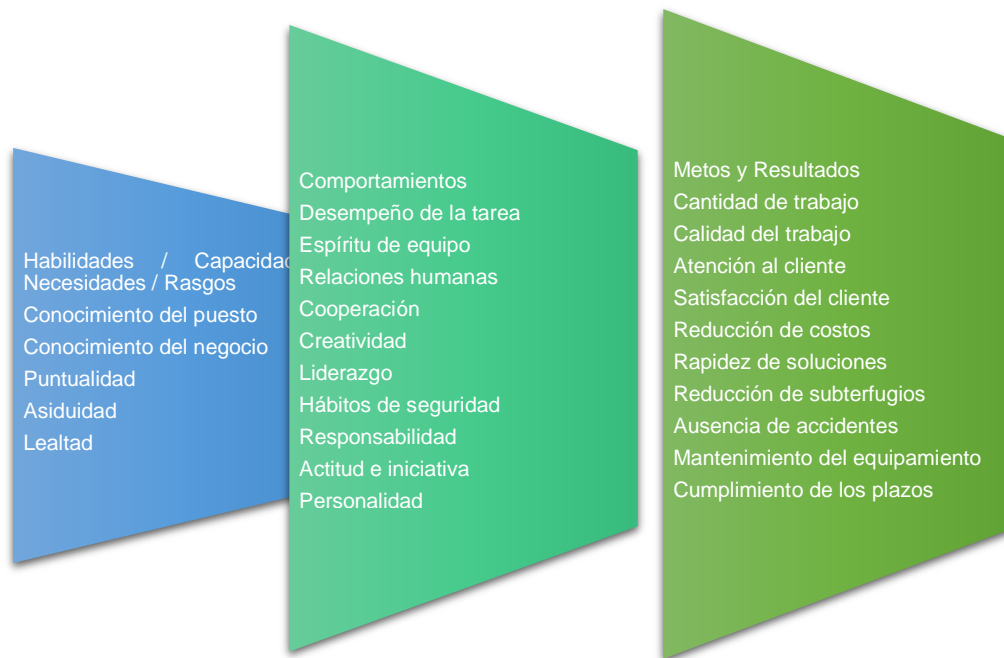 Habilidades / Capacidad
Necesidades / Rasgos
Conocimiento del puesto
Conocimiento del negocio
Puntualidad
Asiduidad
Lealtad
Comportamientos
Desempeño de la tarea
Espíritu de equipo
Relaciones humanas
Cooperación
Creatividad
Liderazgo
Hábitos de seguridad
Responsabilidad
Actitud e iniciativa
Personalidad
Metos y Resultados
Cantidad de trabajo
Calidad del trabajo
Atención al cliente
Satisfacción del cliente
Reducción de costos
Rapidez de soluciones
Reducción de subterfugios
Ausencia de accidentes
Mantenimiento del equipamiento
Cumplimiento de los plazos